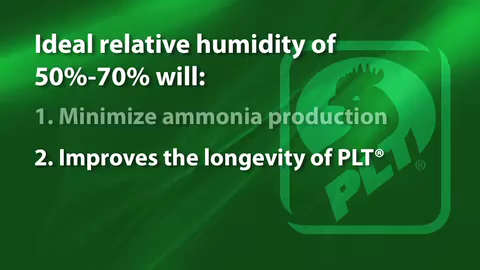 Ideal relative humidity of
50%-70% will:
1. Minimize ammonia production
2. Improves the longevity of PLT®
PLT®